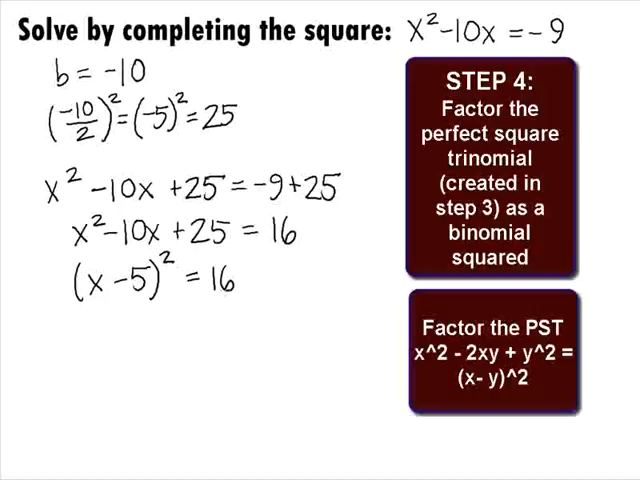 Solve by completing the square: x² - 10x = - 9
b = -10
(-10/2)² = (-5)² = 25
x² - 10x + 25 = -9 + 25
x² - 10x + 25 = 16
(x - 5)² = 16
STEP 4:
Factor the
perfect square
trinomial
(created in
step 3) as a
binomial
squared
Factor the PST
x^2 - 2xy + y^2 =
(x- y)^2